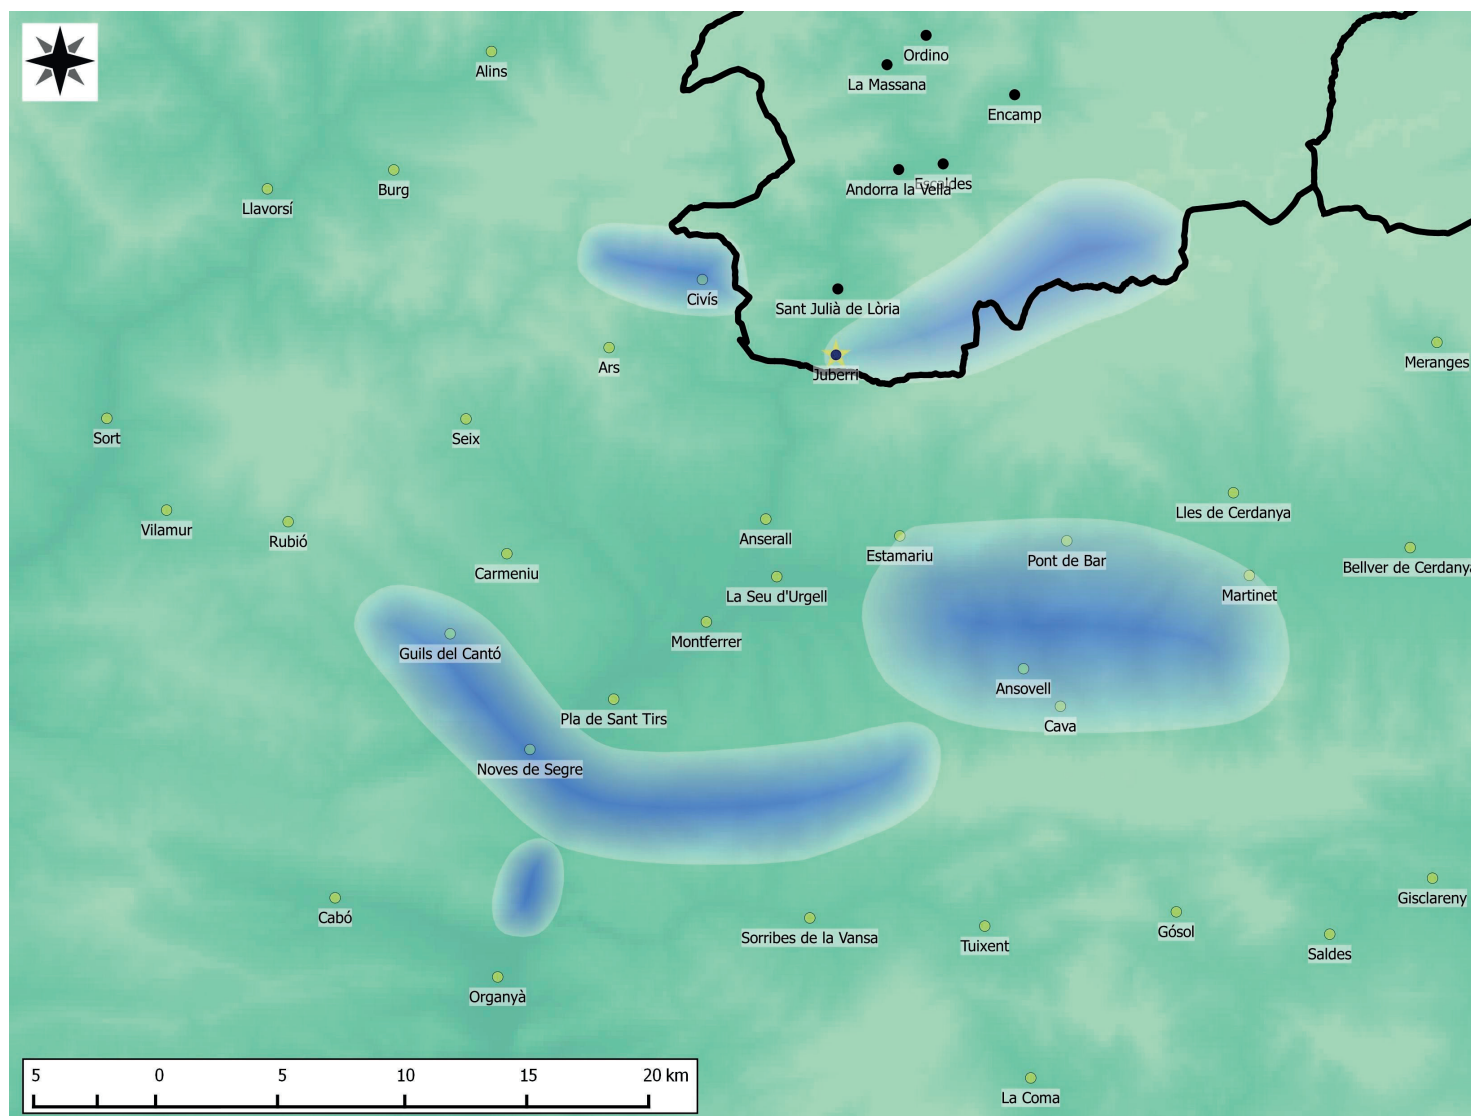 Ordino
Alins
La Massana
Encamp
Burg
Andorra la Vella
Escaldes
Llavorsí
Civís
Sant Julià de Lòria
Ars
Juberri
Meranges
Sort
Seix
Lles de Cerdanya
Vilamur
Rubió
Anserall
Estamariu
Pont de Bar
Bellver de Cerdanya
Carmeniu
La Seu d'Urgell
Martinet
Montferrer
Guils del Cantó
Ansovell
Pla de Sant Tirs
Cava
Noves de Segre
Gisclareny
Cabó
Sorribes de la Vansa
Tuixent
Gósol
Saldes
Organyà
5 0 5 10 15 20 km
La Coma